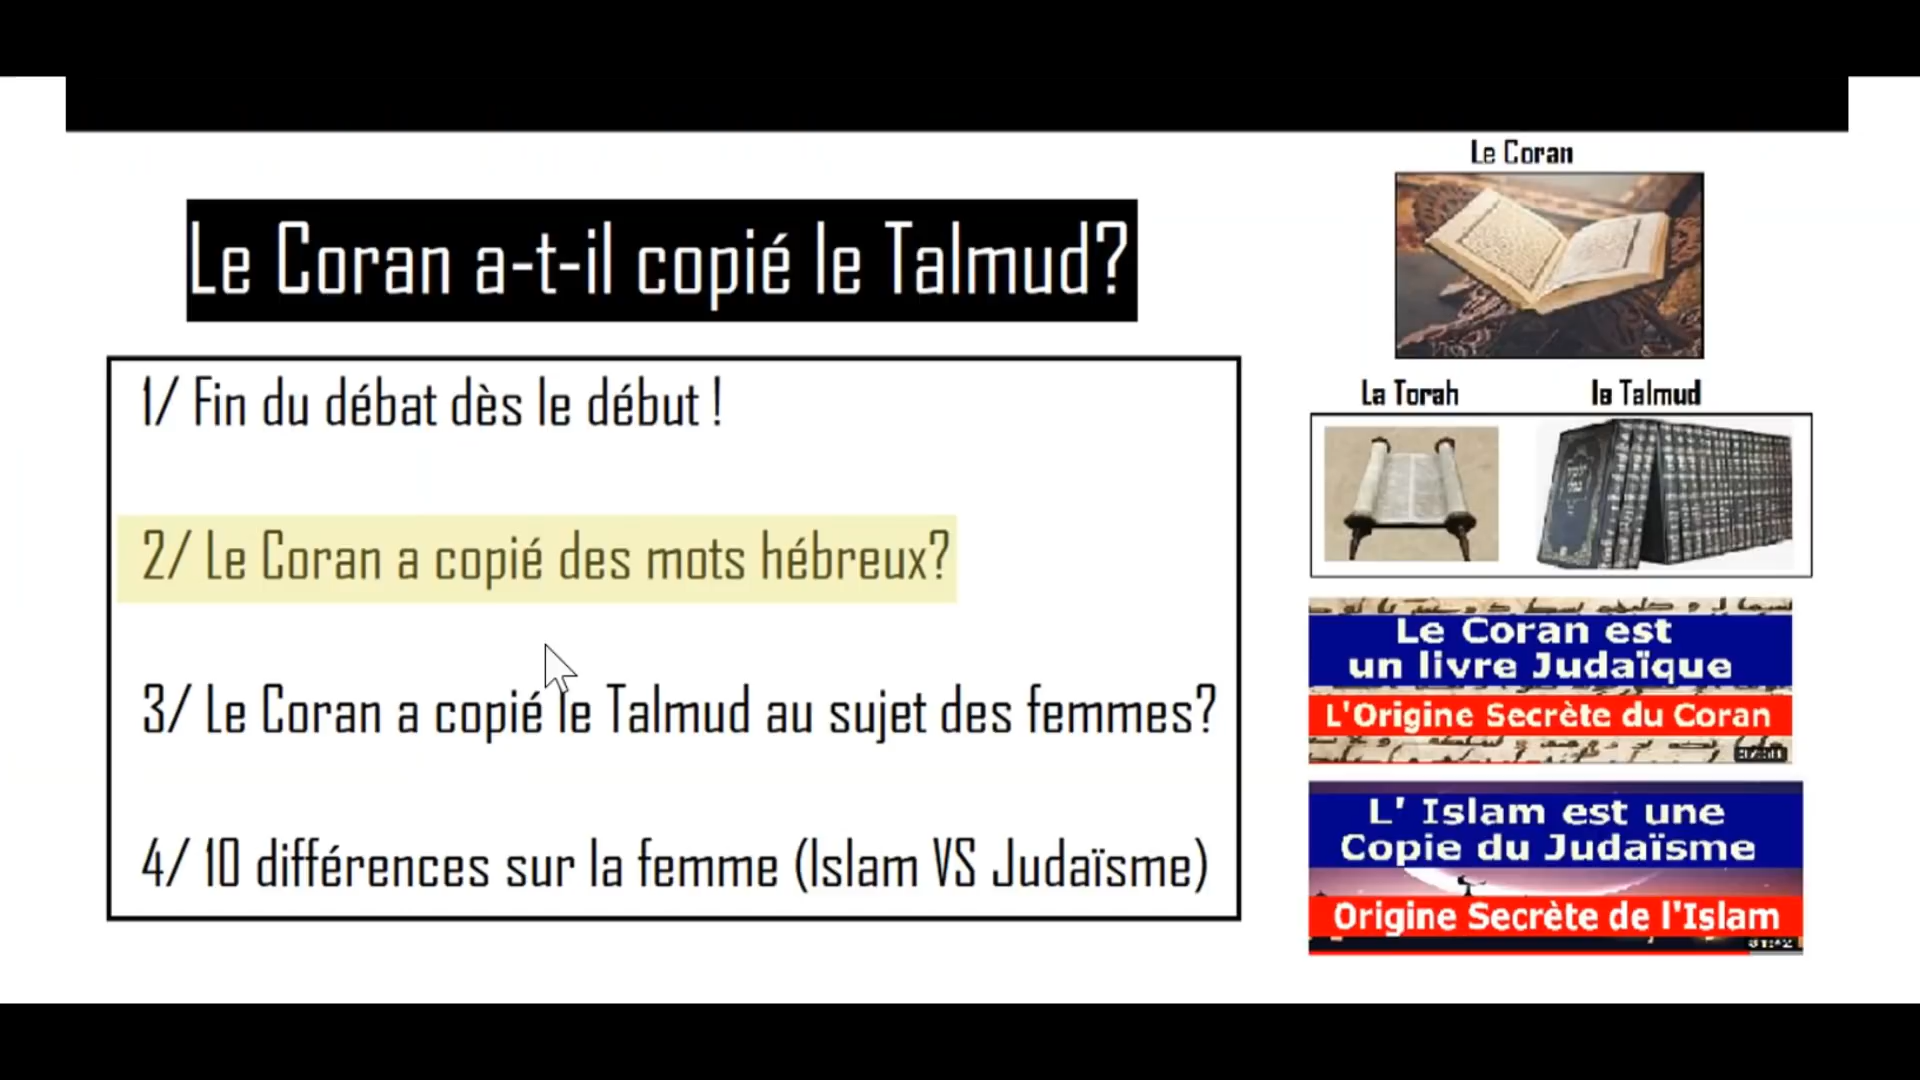 Le Coran
Le Coran a-t-il copié le Talmud?
1/ Fin du débat dès le début !
2/ Le Coran a copié des mots hébreux?
3/ Le Coran a copié le Talmud au sujet des femmes?
4/ 10 différences sur la femme (Islam VS Judaïsme)
La Torah
le Talmud
Le Coran est
un livre Judaïque
L'Origine Secrète du Coran
L' Islam est une
Copie du Judaïsme
Origine Secrète de l'Islam